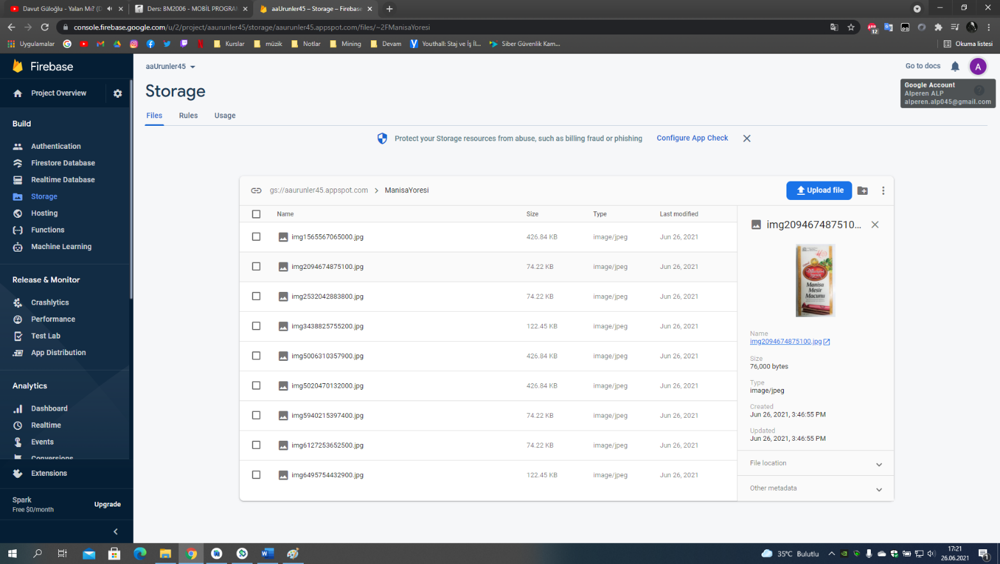 Davut Güloğlu - Yalan Mı? (D
Ders: BM2006 - MOBİL PROGRAM
aaUrunler45 – Storage – Firebase
console.firebase.google.com/u/2/project/aaurunler45/storage/aaurunler45.appspot.com/files/~2FManisaYoresi
12
Uygulamalar
Kurslar
müzik
Notlar
Mining
Devam
Youthall: Staj ve İş İl...
Siber Güvenlik Kam...
Okuma listesi
Firebase
aaUrunler45
Go to docs
A
Google Account
Alperen ALP
alperen.alp045@gmail.com
Project Overview
Storage
Files
Rules
Usage
Protect your Storage resources from abuse, such as billing fraud or phishing
Configure App Check
Build
Authentication
Firestore Database
Realtime Database
Storage
Hosting
Functions
Machine Learning
Release & Monitor
Crashlytics
Performance
Test Lab
App Distribution
Analytics
Dashboard
Realtime
Events
Conversions
Extensions
Spark
Free $0/month
Upgrade
gs://aaurunler45.appspot.com > ManisaYoresi
Upload file
Name Size Type Last modified
img1565567065000.jpg 426.84 KB image/jpeg Jun 26, 2021
img2094674875100.jpg 74.22 KB image/jpeg Jun 26, 2021
img2532042883800.jpg 74.22 KB image/jpeg Jun 26, 2021
img3438825755200.jpg 122.45 KB image/jpeg Jun 26, 2021
img5006310357900.jpg 426.84 KB image/jpeg Jun 26, 2021
img5020470132000.jpg 426.84 KB image/jpeg Jun 26, 2021
img5940215397400.jpg 74.22 KB image/jpeg Jun 26, 2021
img6127253652500.jpg 74.22 KB image/jpeg Jun 26, 2021
img6495754432900.jpg 122.45 KB image/jpeg Jun 26, 2021
img209467487510...
Manisa
Mesir
Macunu
Name
img2094674875100.jpg
Size
76,000 bytes
Type
image/jpeg
Created
Jun 26, 2021, 3:46:55 PM
Updated
Jun 26, 2021, 3:46:55 PM
File location
Other metadata
35°C Bulutlu
17:21
26.06.2021
1